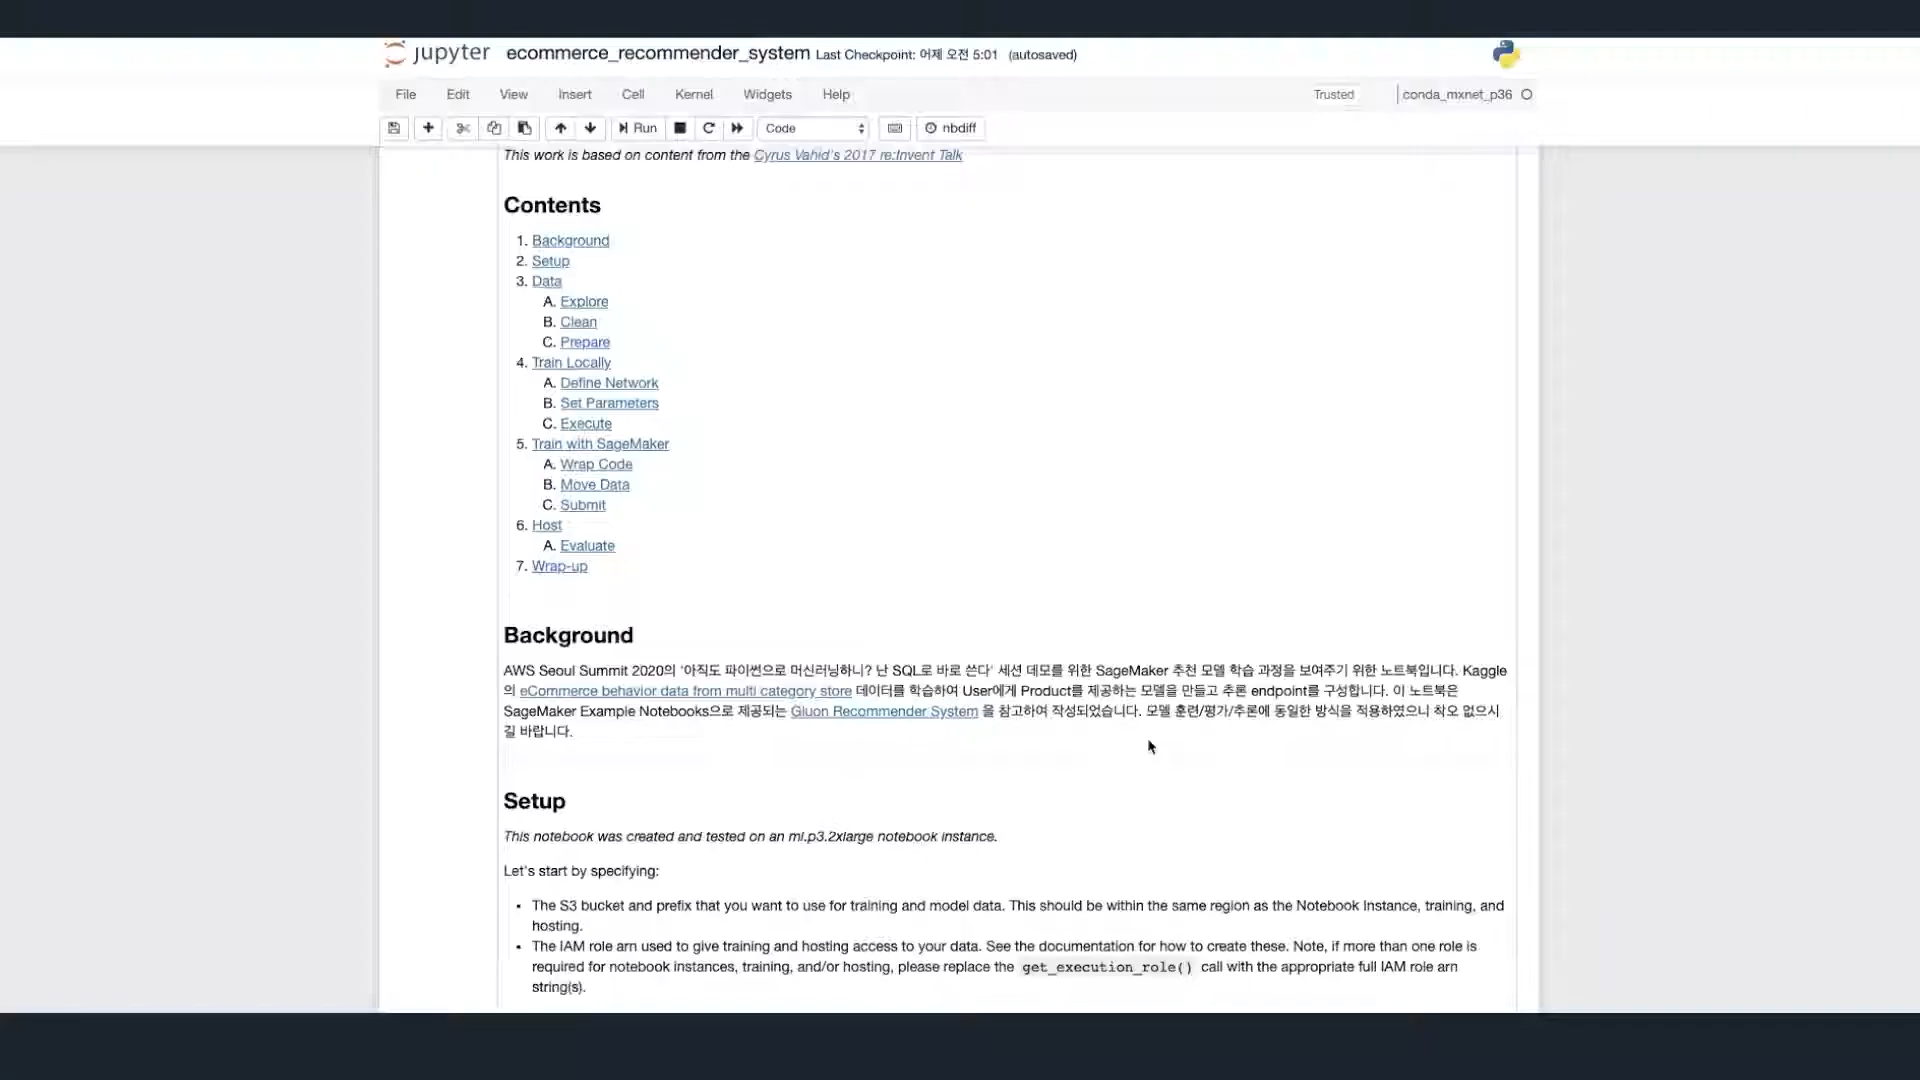 jupyter ecommerce_recommender_system Last Checkpoint: 어제 오전 5:01 (autosaved)
File Edit View Insert Cell Kernel Widgets Help Trusted conda_mxnet_p36
Run Code nbdiff
This work is based on content from the Cyrus Vahid's 2017 re:Invent Talk
Contents
1. Background
2. Setup
3. Data
A. Explore
B. Clean
C. Prepare
4. Train Locally
A. Define Network
B. Set Parameters
C. Execute
5. Train with SageMaker
A. Wrap Code
B. Move Data
C. Submit
6. Host
A. Evaluate
7. Wrap-up
Background
AWS Seoul Summit 2020의 '아직도 파이썬으로 머신러닝하니? 난 SQL로 바로 쓴다' 세션 데모를 위한 SageMaker 추천 모델 학습 과정을 보여주기 위한 노트북입니다. Kaggle
의 eCommerce behavior data from multi category store 데이터를 학습하여 User에게 Product를 제공하는 모델을 만들고 추론 endpoint를 구성합니다. 이 노트북은
SageMaker Example Notebooks으로 제공되는 Gluon Recommender System 을 참고하여 작성되었습니다. 모델 훈련/평가/추론에 동일한 방식을 적용하였으니 착오 없으시
길 바랍니다.
Setup
This notebook was created and tested on an ml.p3.2xlarge notebook instance.
Let's start by specifying:
• The S3 bucket and prefix that you want to use for training and model data. This should be within the same region as the Notebook Instance, training, and
hosting.
• The IAM role arn used to give training and hosting access to your data. See the documentation for how to create these. Note, if more than one role is
required for notebook instances, training, and/or hosting, please replace the get_execution_role() call with the appropriate full IAM role arn
string(s).